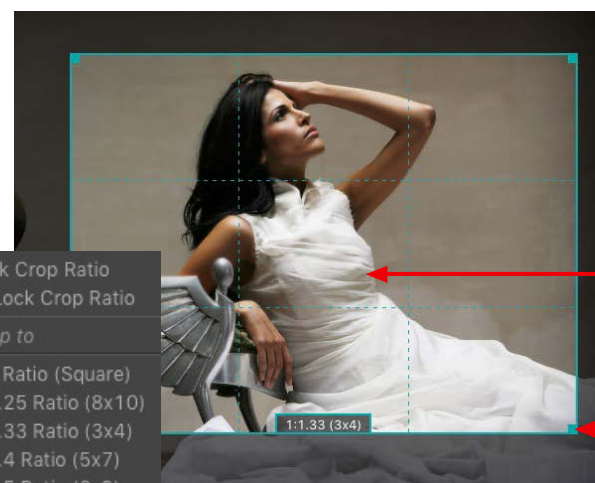 k Crop Ratio
ock Crop Ratio
p to
Ratio (Square)
.25 Ratio (8x10)
.33 Ratio (3x4)
.4 Ratio (5x7)
1:1.33 (3x4)